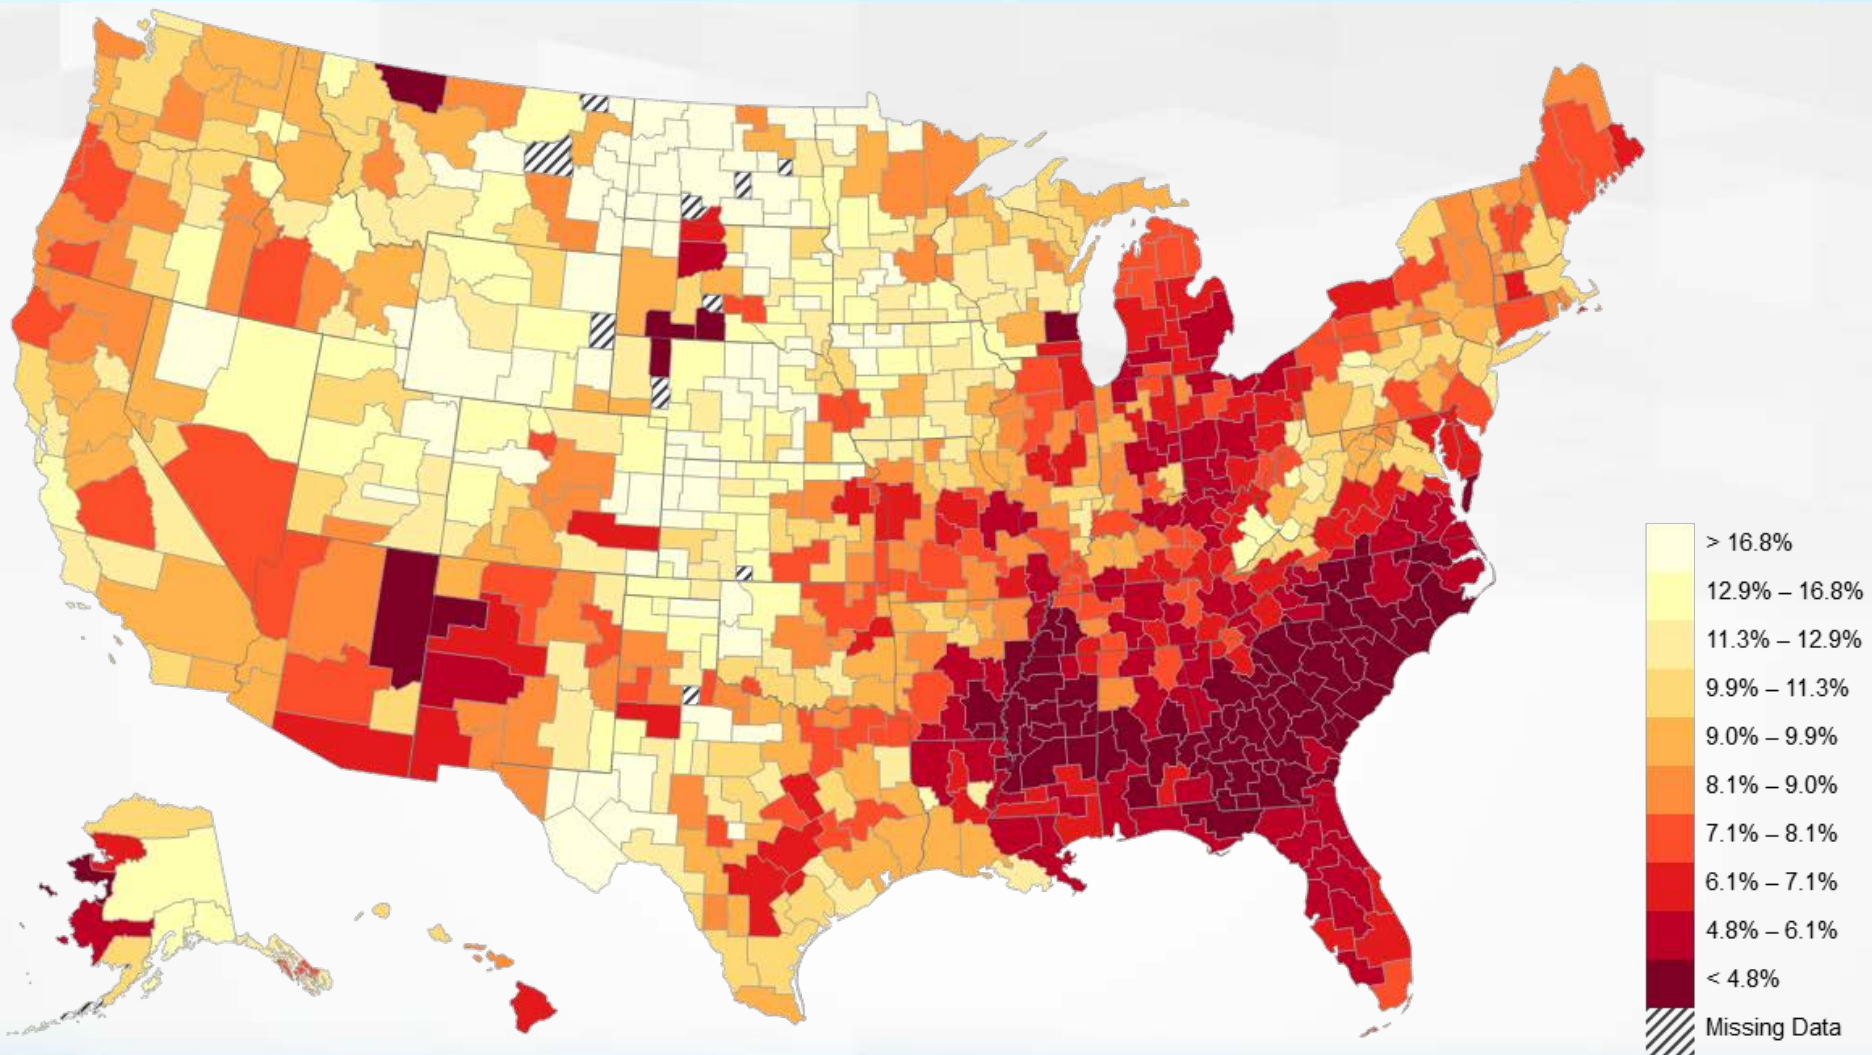 > 16.8%
12.9% – 16.8%
11.3% – 12.9%
9.9% – 11.3%
9.0% – 9.9%
8.1% – 9.0%
7.1% – 8.1%
6.1% – 7.1%
4.8% – 6.1%
< 4.8%
Missing Data